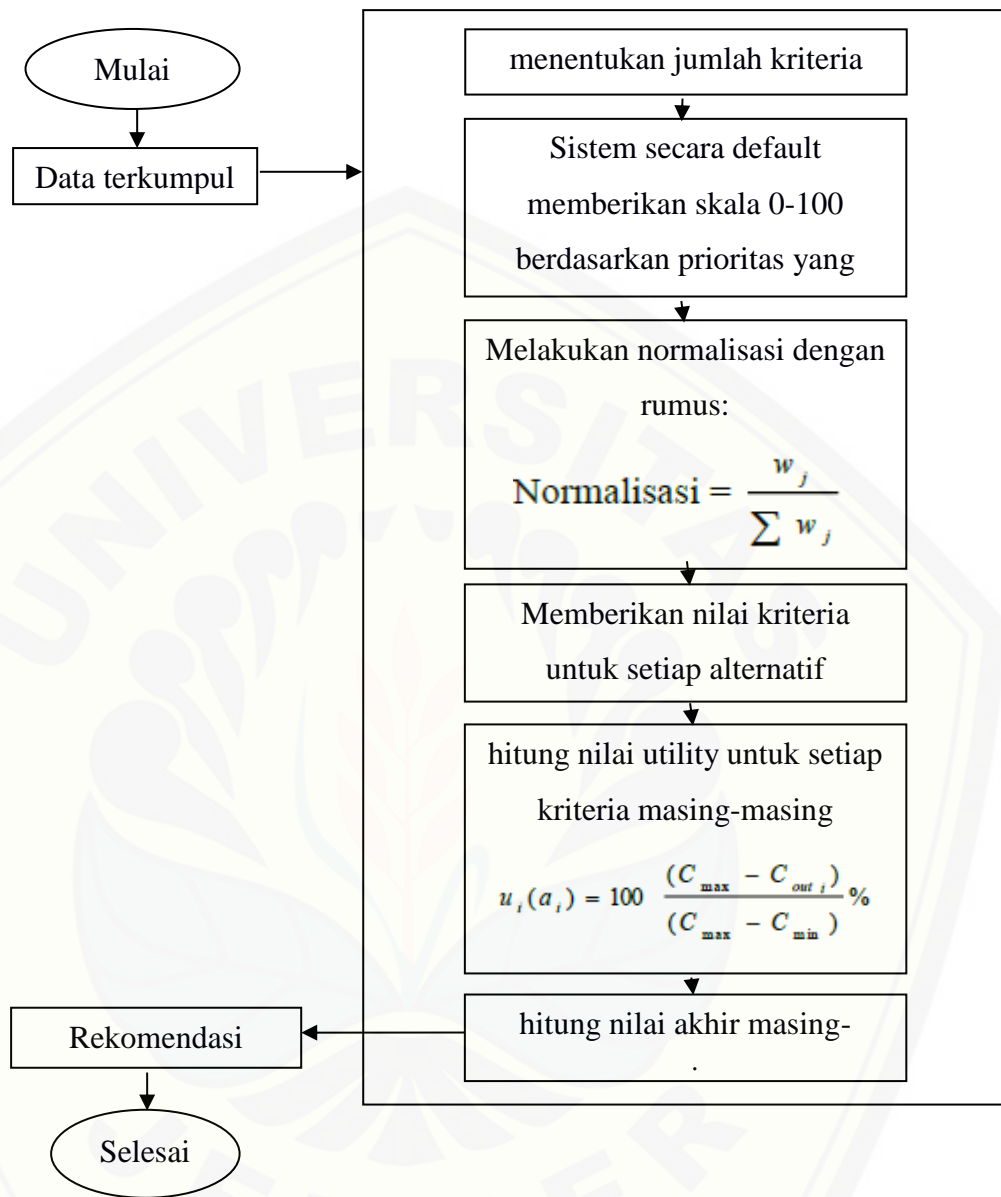 Mulai
Data terkumpul
menentukan jumlah kriteria
Sistem secara default
memberikan skala 0-100
berdasarkan prioritas yang
Melakukan normalisasi dengan
rumus:
Normalisasi = w_j / ∑ w_j
Memberikan nilai kriteria
untuk setiap alternatif
hitung nilai utility untuk setiap
kriteria masing-masing
u_i(a_i) = 100 (C_max - C_out i) / (C_max - C_min) %
hitung nilai akhir masing-
.
Rekomendasi
Selesai
UNIVERSITAS